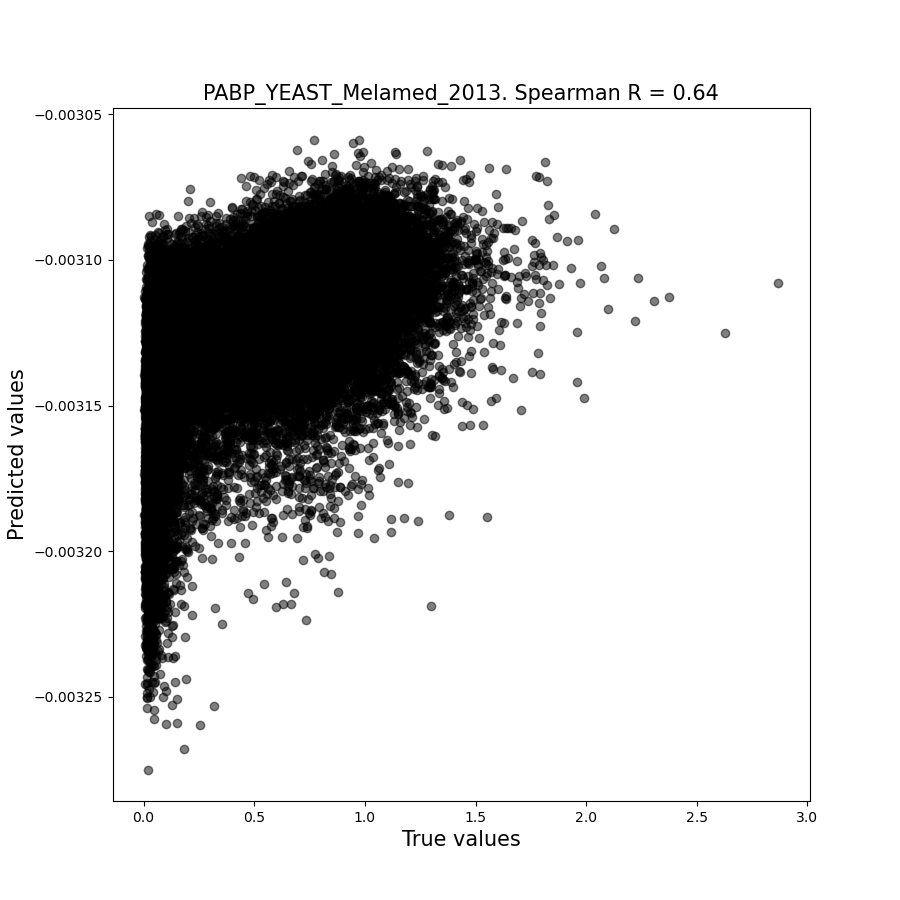 PABP_YEAST_Melamed_2013. Spearman R = 0.64
Predicted values
−0.00305
−0.00310
−0.00315
−0.00320
−0.00325
0.0 0.5 1.0 1.5 2.0 2.5 3.0
True values